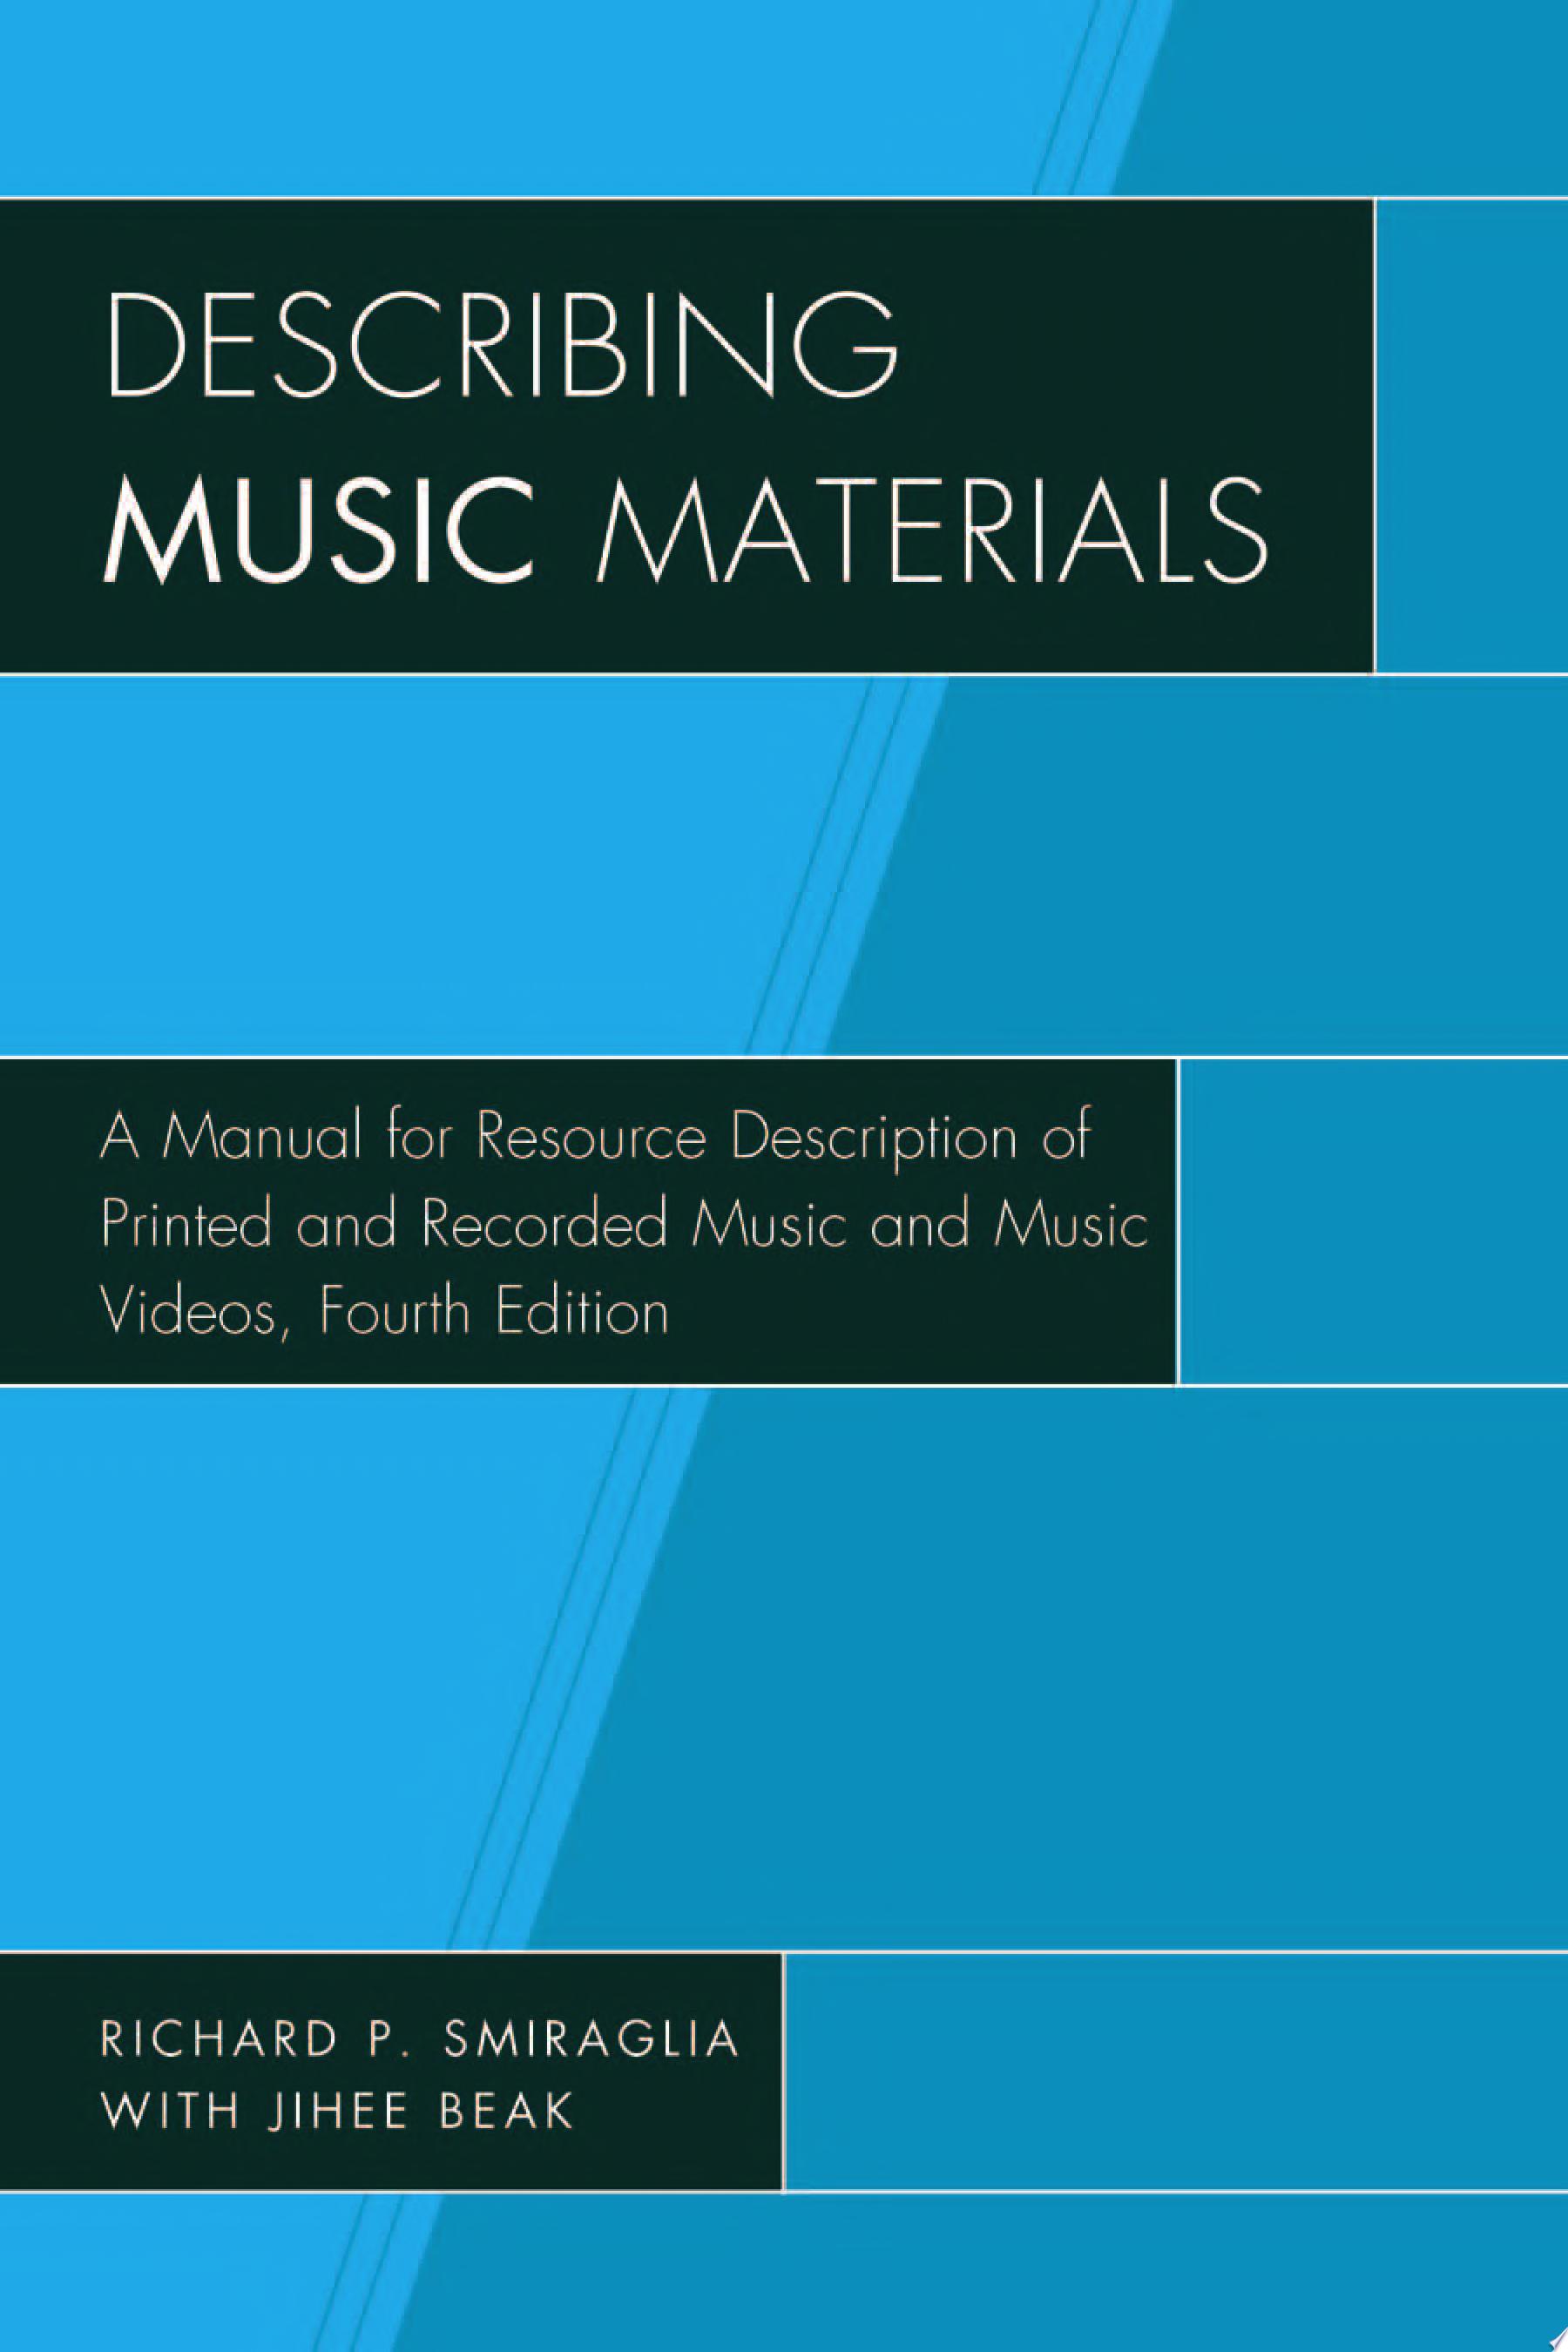 DESCRIBING
MUSIC MATERIALS
A Manual for Resource Description of
Printed and Recorded Music and Music
Videos, Fourth Edition
RICHARD P. SMIRAGLIA
WITH JIHEE BEAK